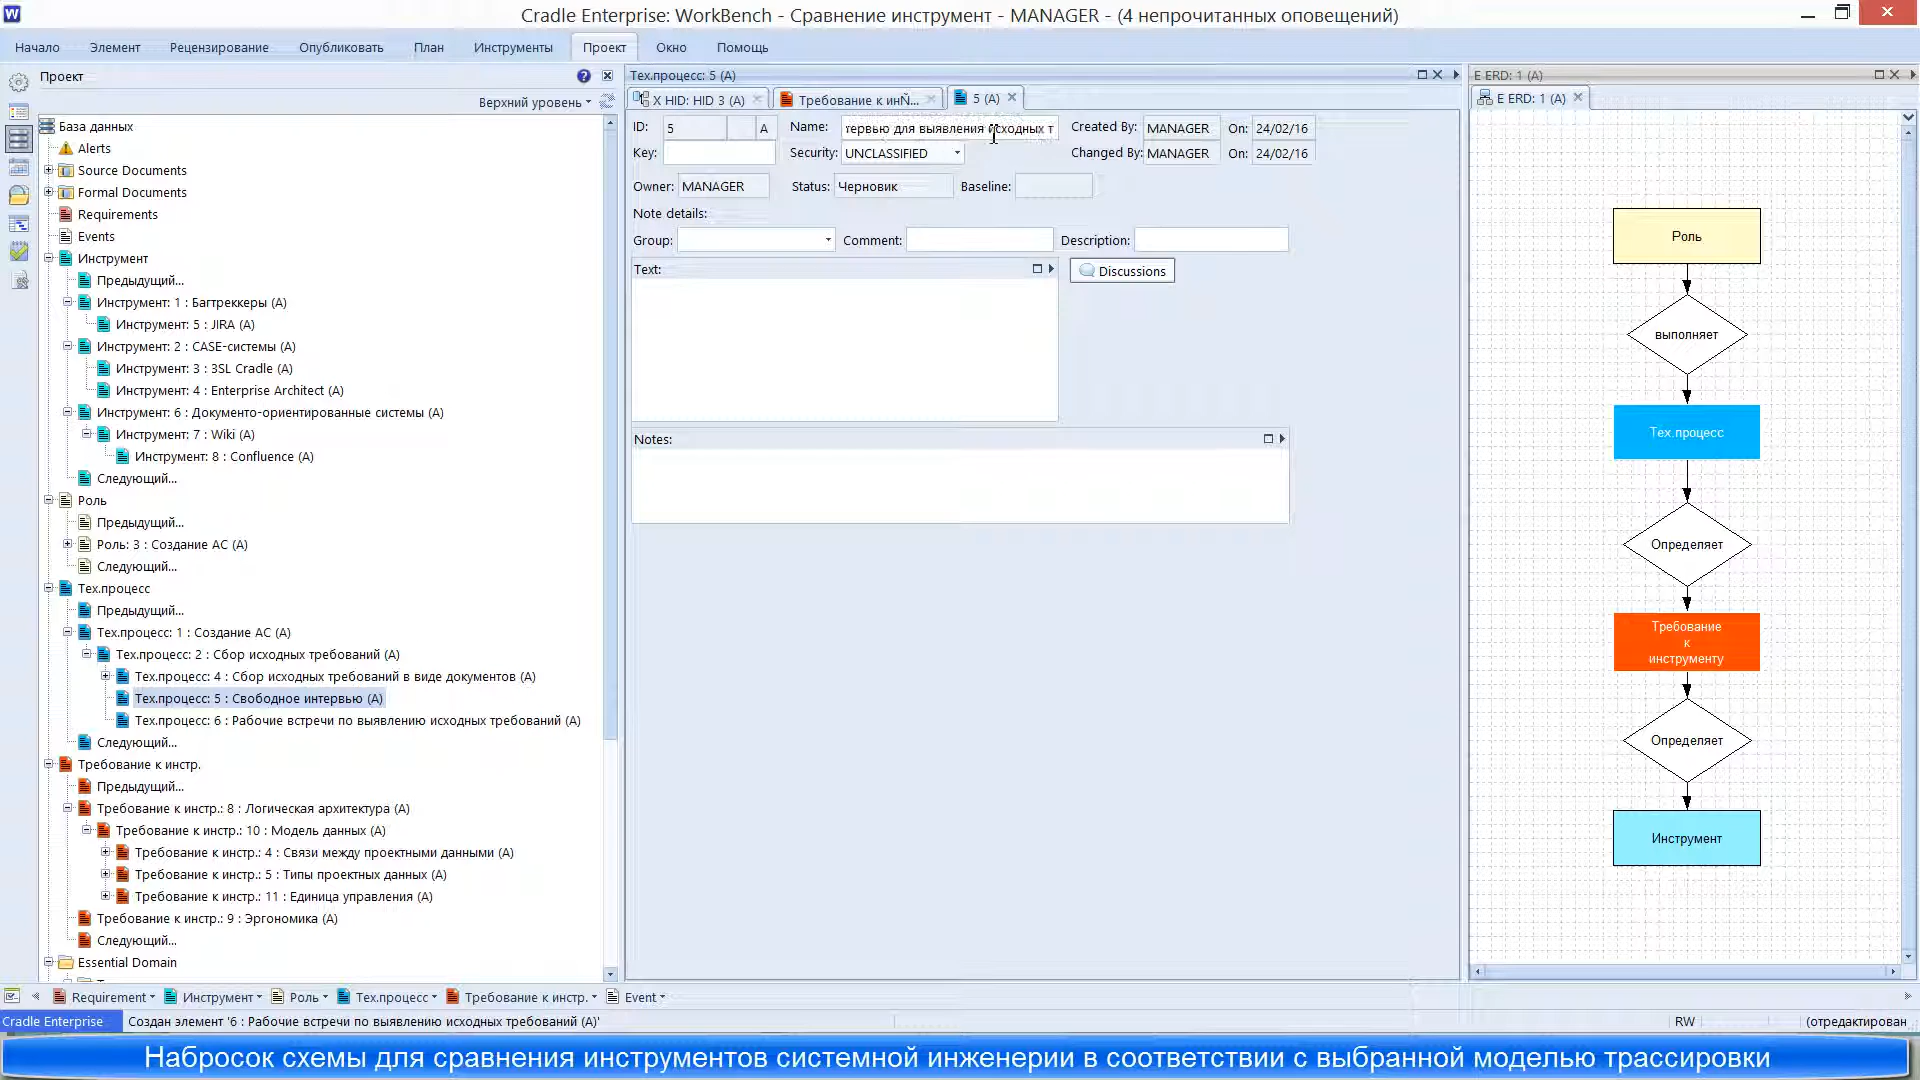 Cradle Enterprise: WorkBench - Сравнение инструмент - MANAGER - (4 непрочитанных оповещений)
Начало Элемент Рецензирование Опубликовать План Инструменты Проект Окно Помощь
Проект
Верхний уровень
База данных
Alerts
Source Documents
Formal Documents
Requirements
Events
Инструмент
Предыдущий...
Инструмент: 1 : Багтреккеры (A)
Инструмент: 5 : JIRA (A)
Инструмент: 2 : CASE-системы (A)
Инструмент: 3 : 3SL Cradle (A)
Инструмент: 4 : Enterprise Architect (A)
Инструмент: 6 : Документо-ориентированные системы (A)
Инструмент: 7 : Wiki (A)
Инструмент: 8 : Confluence (A)
Следующий...
Роль
Предыдущий...
Роль: 3 : Создание АС (A)
Следующий...
Тех.процесс
Предыдущий...
Тех.процесс: 1 : Создание АС (A)
Тех.процесс: 2 : Сбор исходных требований (A)
Тех.процесс: 4 : Сбор исходных требований в виде документов (A)
Тех.процесс: 5 : Свободное интервью (A)
Тех.процесс: 6 : Рабочие встречи по выявлению исходных требований (A)
Следующий...
Требование к инстр.
Предыдущий...
Требование к инстр.: 8 : Логическая архитектура (A)
Требование к инстр.: 10 : Модель данных (A)
Требование к инстр.: 4 : Связи между проектными данными (A)
Требование к инстр.: 5 : Типы проектных данных (A)
Требование к инстр.: 11 : Единица управления (A)
Требование к инстр.: 9 : Эргономика (A)
Следующий...
Essential Domain
Тех.процесс: 5 (A)
X HID: HID 3 (A) Требование к инÑ... 5 (A)
ID: 5 A Name: тервью для выявления исходных т Created By: MANAGER On: 24/02/16
Key: Security: UNCLASSIFIED Changed By: MANAGER On: 24/02/16
Owner: MANAGER Status: Черновик Baseline:
Note details:
Group: Comment: Description:
Text: Discussions
Notes:
E ERD: 1 (A)
E ERD: 1 (A)
Роль
выполняет
Тех.процесс
Определяет
Требование
к
инструменту
Определяет
Инструмент
Requirement Инструмент Роль Тех.процесс Требование к инстр. Event
Cradle Enterprise Создан элемент '6 : Рабочие встречи по выявлению исходных требований (A)' RW (отредактирован
Набросок схемы для сравнения инструментов системной инженерии в соответствии с выбранной моделью трассировки